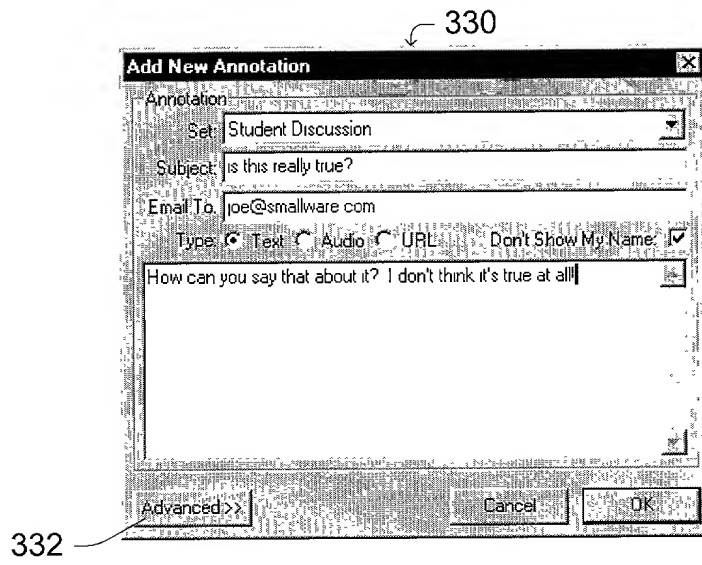 330
Add New Annotation
Annotation
Set: Student Discussion
Subject: is this really true?
Email To. joe@smallware com
Type: Text Audio URL Don't Show My Name:
How can you say that about it? I don't think it's true at all!
Advanced>> Cancel OK
332